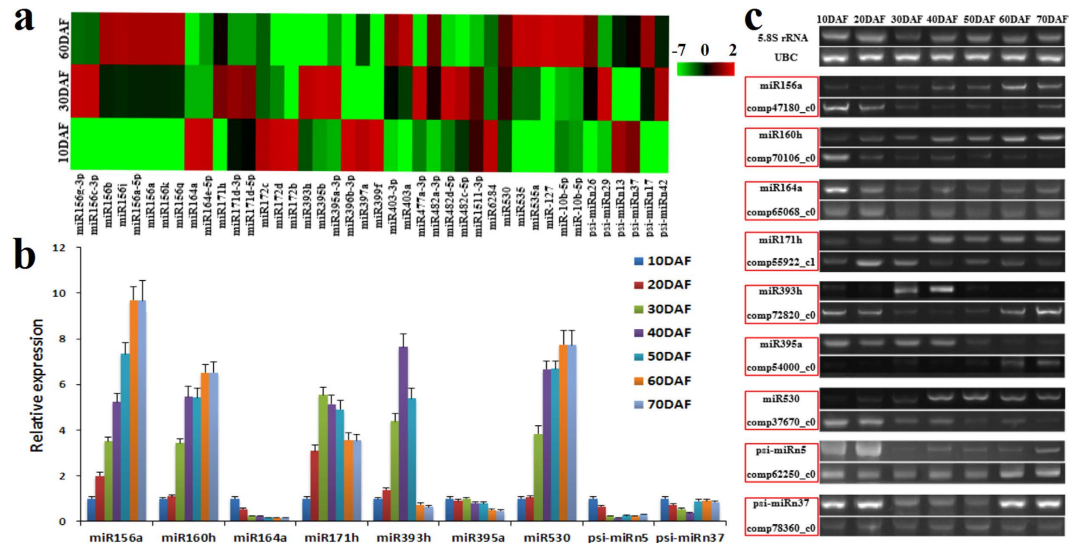 a
60DAF
30DAF
10DAF
-7 0 2
miR156g-3p
miR156c-3p
miR156b
miR156j
miR156a-5p
miR156a
miR156k
miR156q
miR164a
miR164e-5p
miR171h
miR171d-3p
miR171d-5p
miR172c
miR172d
miR172b
miR393h
miR395b
miR395a-3p
miR396b-3p
miR397a
miR399f
miR403-3p
miR403a
miR477a-3p
miR482a-3p
miR482d-5p
miR482c-5p
miR1511-3p
miR6284
miR530
miR535
miR535a
miR-127
miR-10b-5p
miR-10b-5p
psi-miRn26
psi-miRn29
psi-miRn13
psi-miRn37
psi-miRn17
psi-miRn42
b
Relative expression
12
10
8
6
4
2
0
10DAF
20DAF
30DAF
40DAF
50DAF
60DAF
70DAF
miR156a miR160h miR164a miR171h miR393h miR395a miR530 psi-miRn5 psi-miRn37
c
10DAF 20DAF 30DAF 40DAF 50DAF 60DAF 70DAF
5.8S rRNA
UBC
miR156a
comp47180_c0
miR160h
comp70106_c0
miR164a
comp65068_c0
miR171h
comp55922_c1
miR393h
comp72820_c0
miR395a
comp54000_c0
miR530
comp37670_c0
psi-miRn5
comp62250_c0
psi-miRn37
comp78360_c0